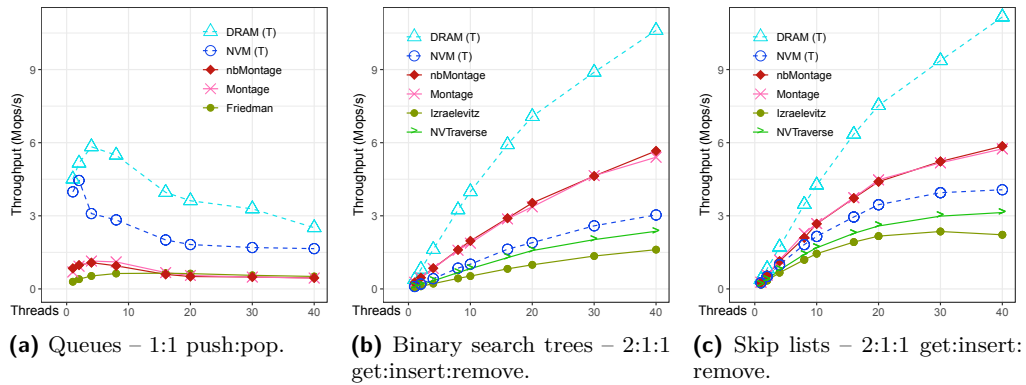 Throughput (Mops/s)
9
6
3
0
DRAM (T)
NVM (T)
nbMontage
Montage
Friedman
Threads 0 10 20 30 40
(a) Queues – 1:1 push:pop.
Throughput (Mops/s)
9
6
3
0
DRAM (T)
NVM (T)
nbMontage
Montage
Izraelevitz
NVTraverse
0 10 20 30 40
(b) Binary search trees – 2:1:1
get:insert:remove.
Throughput (Mops/s)
9
6
3
0
DRAM (T)
NVM (T)
nbMontage
Montage
Izraelevitz
NVTraverse
Threads 0 10 20 30 40
(c) Skip lists – 2:1:1 get:insert:
remove.